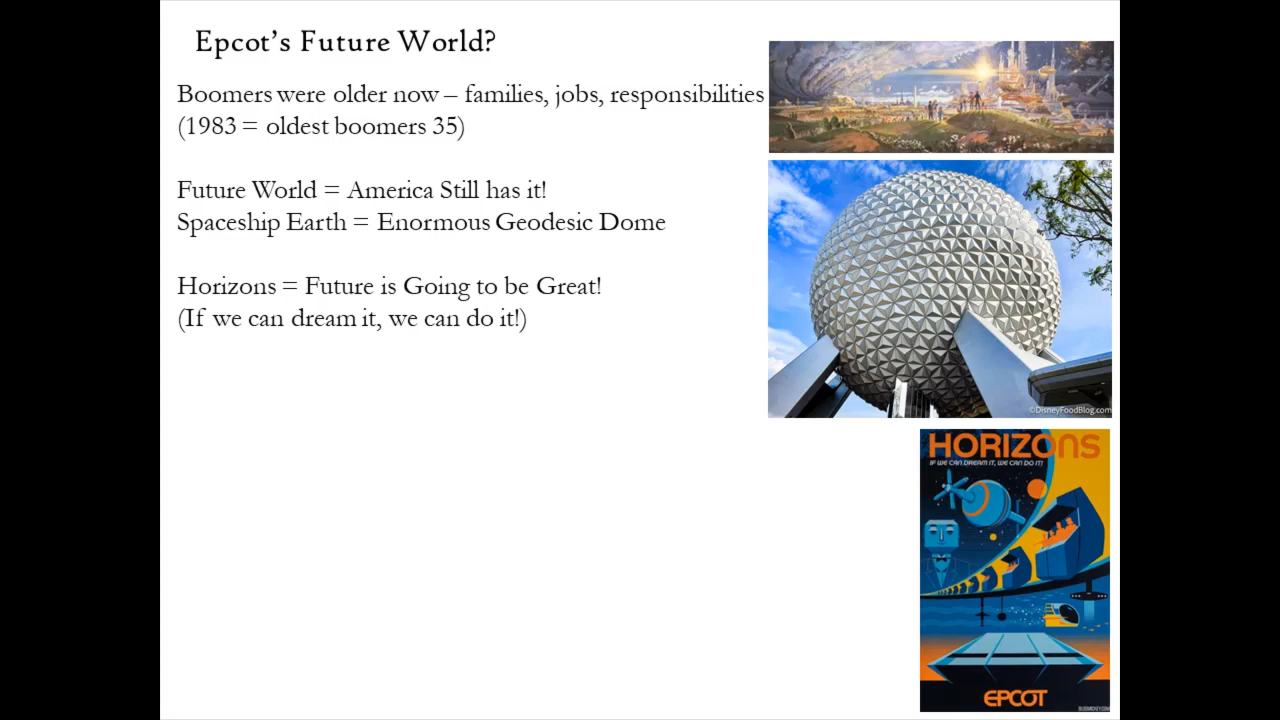 Epcot's Future World?
Boomers were older now – families, jobs, responsibilities
(1983 = oldest boomers 35)
Future World = America Still has it!
Spaceship Earth = Enormous Geodesic Dome
Horizons = Future is Going to be Great!
(If we can dream it, we can do it!)
©DisneyFoodBlog.com
HORIZONS
IF WE CAN DREAM IT, WE CAN DO IT!
EPCOT